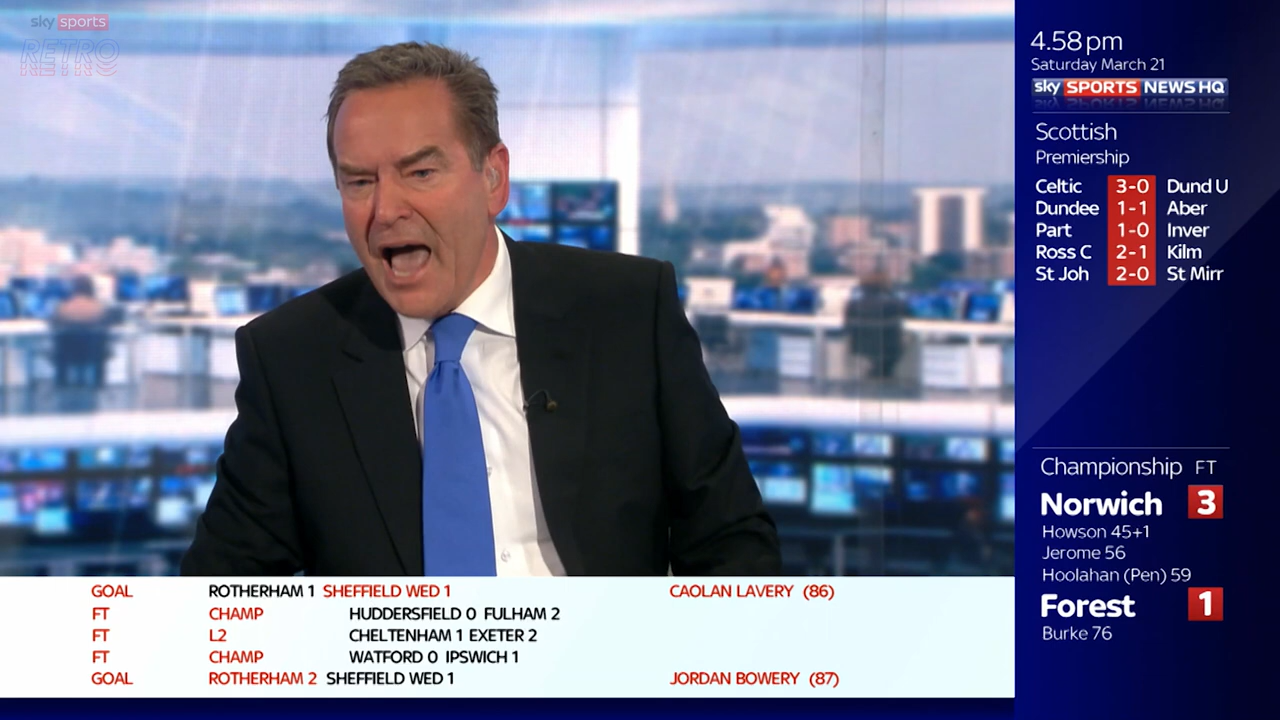 sky sports
RETRO
4.58pm
Saturday March 21
sky SPORTS NEWS HQ
Scottish
Premiership
Celtic 3-0 Dund U
Dundee 1-1 Aber
Part 1-0 Inver
Ross C 2-1 Kilm
St Joh 2-0 St Mirr
Championship FT
Norwich 3
Howson 45+1
Jerome 56
Hoolahan (Pen) 59
Forest 1
Burke 76
GOAL ROTHERHAM 1 SHEFFIELD WED 1 CAOLAN LAVERY (86)
FT CHAMP HUDDERSFIELD 0 FULHAM 2
FT L2 CHELTENHAM 1 EXETER 2
FT CHAMP WATFORD 0 IPSWICH 1
GOAL ROTHERHAM 2 SHEFFIELD WED 1 JORDAN BOWERY (87)